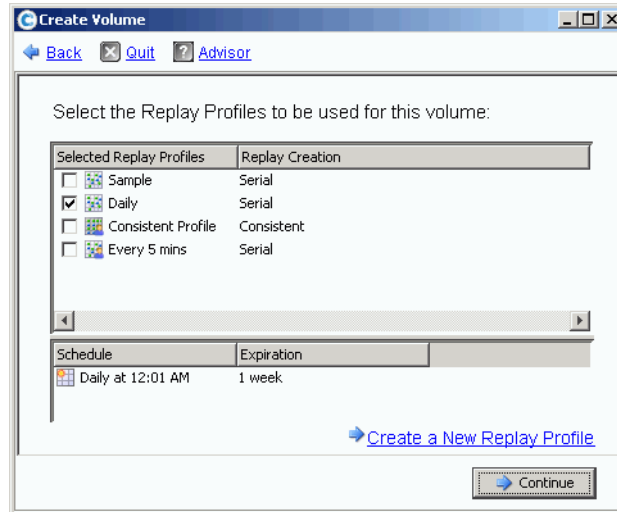 Create Volume
Back Quit Advisor
Select the Replay Profiles to be used for this volume:
Selected Replay Profiles Replay Creation
Sample Serial
Daily Serial
Consistent Profile Consistent
Every 5 mins Serial
Schedule Expiration
Daily at 12:01 AM 1 week
Create a New Replay Profile
Continue